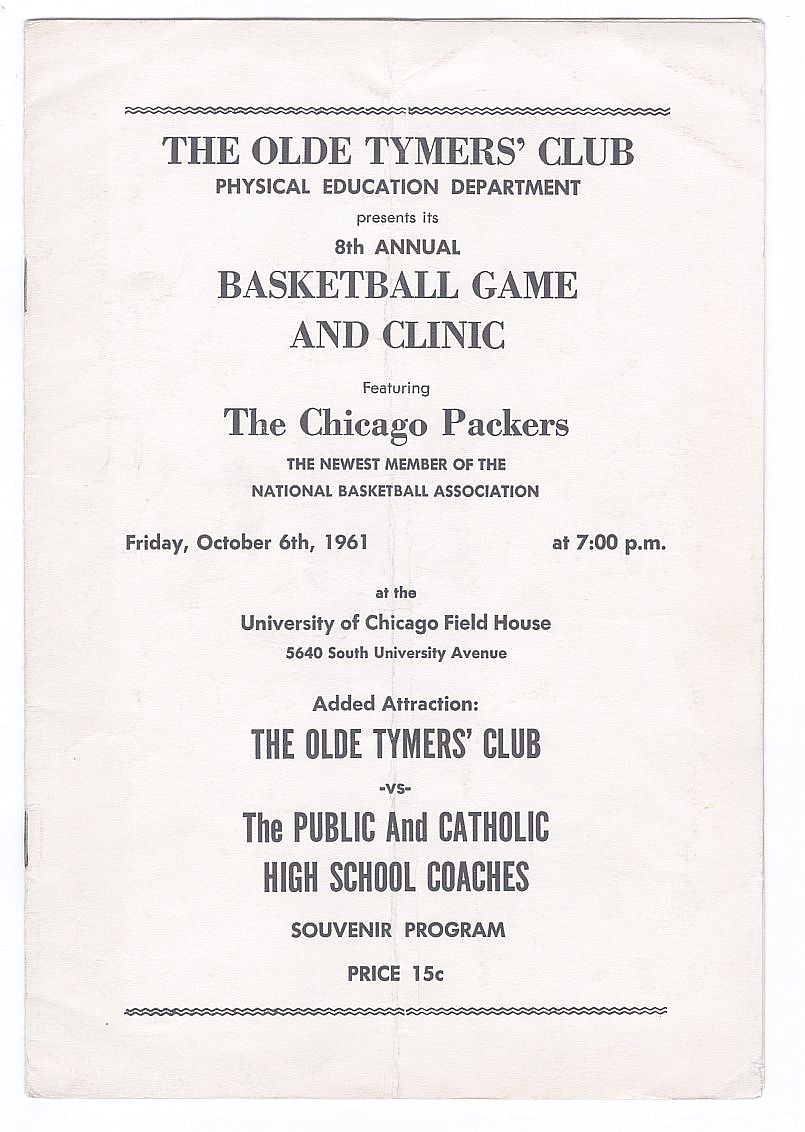 THE OLDE TYMERS' CLUB
PHYSICAL EDUCATION DEPARTMENT
presents its
8th ANNUAL
BASKETBALL GAME
AND CLINIC
Featuring
The Chicago Packers
THE NEWEST MEMBER OF THE
NATIONAL BASKETBALL ASSOCIATION
Friday, October 6th, 1961 at 7:00 p.m.
at the
University of Chicago Field House
5640 South University Avenue
Added Attraction:
THE OLDE TYMERS' CLUB
-vs-
The PUBLIC And CATHOLIC
HIGH SCHOOL COACHES
SOUVENIR PROGRAM
PRICE 15c